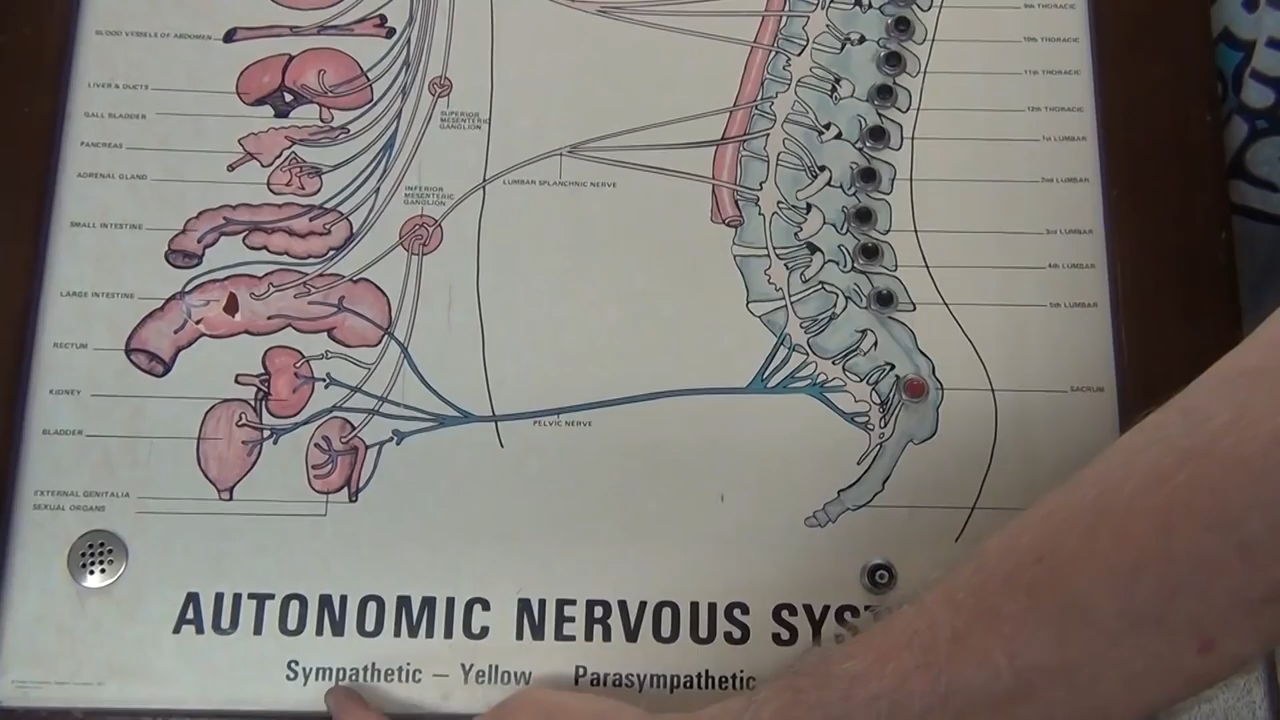 BLOOD VESSELS OF ABDOMEN
LIVER & DUCTS
GALL BLADDER
PANCREAS
ADRENAL GLAND
SMALL INTESTINE
LARGE INTESTINE
RECTUM
KIDNEY
BLADDER
EXTERNAL GENITALIA
SEXUAL ORGANS
SUPERIOR
MESENTERIC
GANGLION
INFERIOR
MESENTERIC
GANGLION
LUMBAR SPLANCHNIC NERVE
PELVIC NERVE
9th THORACIC
10th THORACIC
11th THORACIC
12th THORACIC
1st LUMBAR
2nd LUMBAR
3rd LUMBAR
4th LUMBAR
5th LUMBAR
SACRUM
AUTONOMIC NERVOUS SYS
Sympathetic – Yellow Parasympathetic